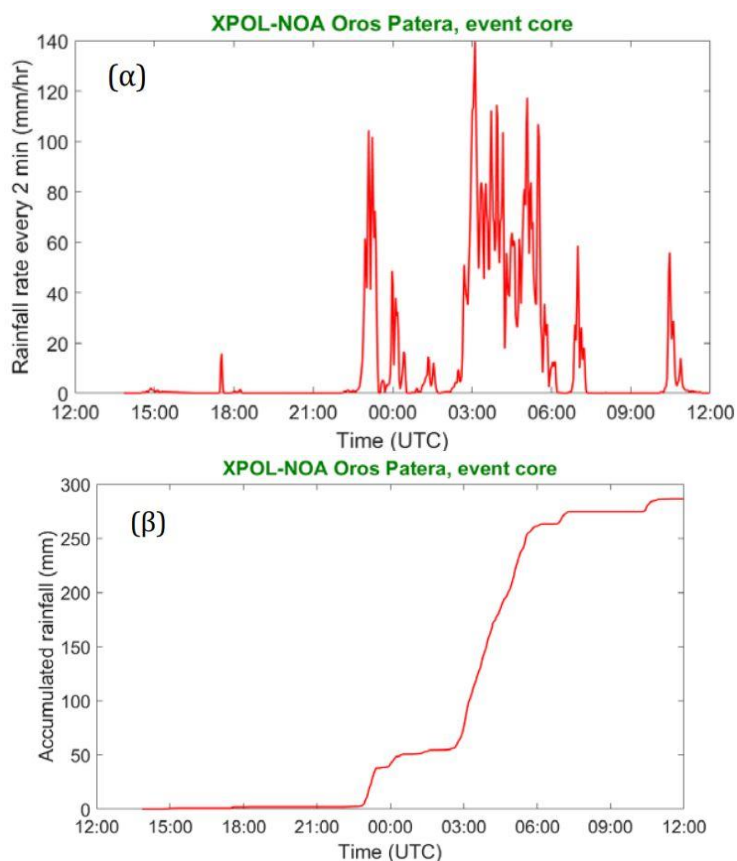 XPOL-NOA Oros Patera, event core
(α)
Rainfall rate every 2 min (mm/hr)
140
120
100
80
60
40
20
0
12:00 15:00 18:00 21:00 00:00 03:00 06:00 09:00 12:00
Time (UTC)
XPOL-NOA Oros Patera, event core
(β)
Accumulated rainfall (mm)
300
250
200
150
100
50
0
12:00 15:00 18:00 21:00 00:00 03:00 06:00 09:00 12:00
Time (UTC)